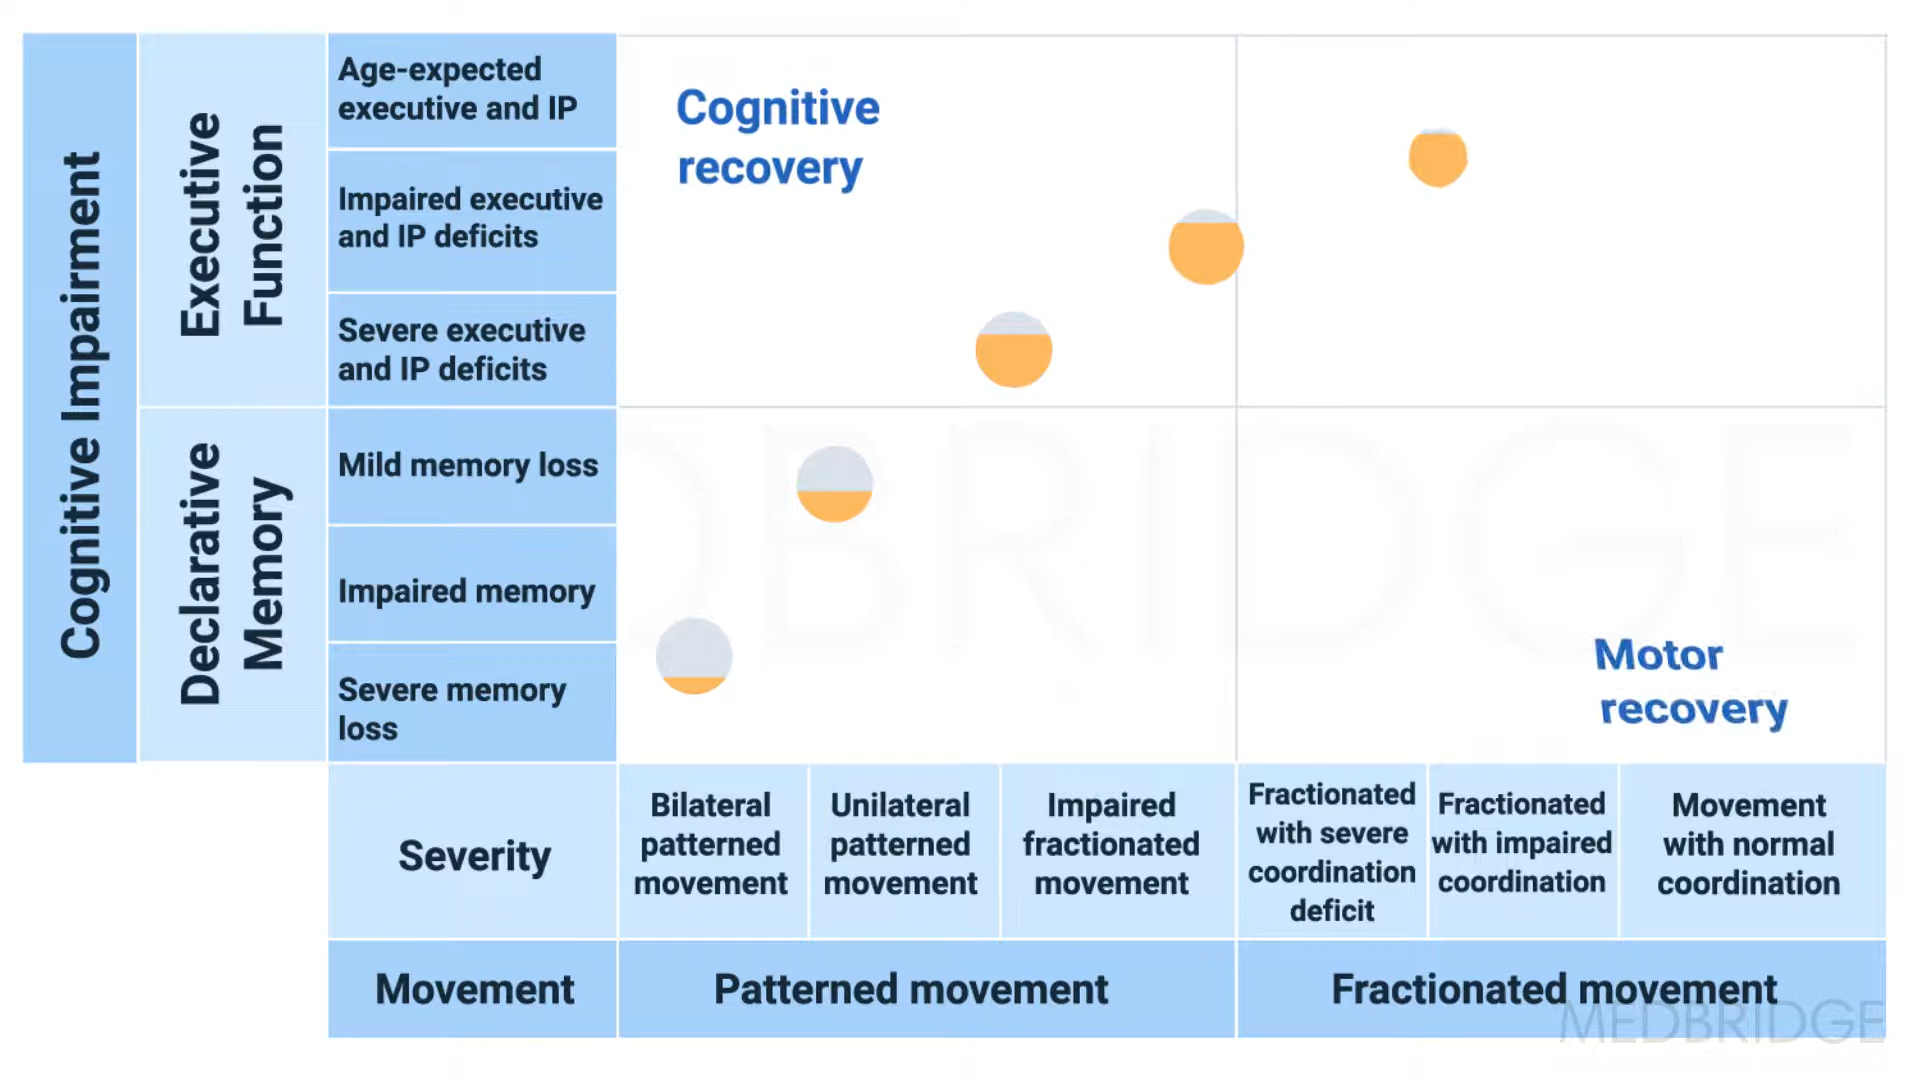 Cognitive Impairment
Executive
Function
Age-expected
executive and IP
Impaired executive
and IP deficits
Severe executive
and IP deficits
Declarative
Memory
Mild memory loss
Impaired memory
Severe memory
loss
Cognitive
recovery
Motor
recovery
Severity
Bilateral
patterned
movement
Unilateral
patterned
movement
Impaired
fractionated
movement
Fractionated
with severe
coordination
deficit
Fractionated
with impaired
coordination
Movement
with normal
coordination
Movement
Patterned movement
Fractionated movement
DBRIDGE
MEDBRIDGE